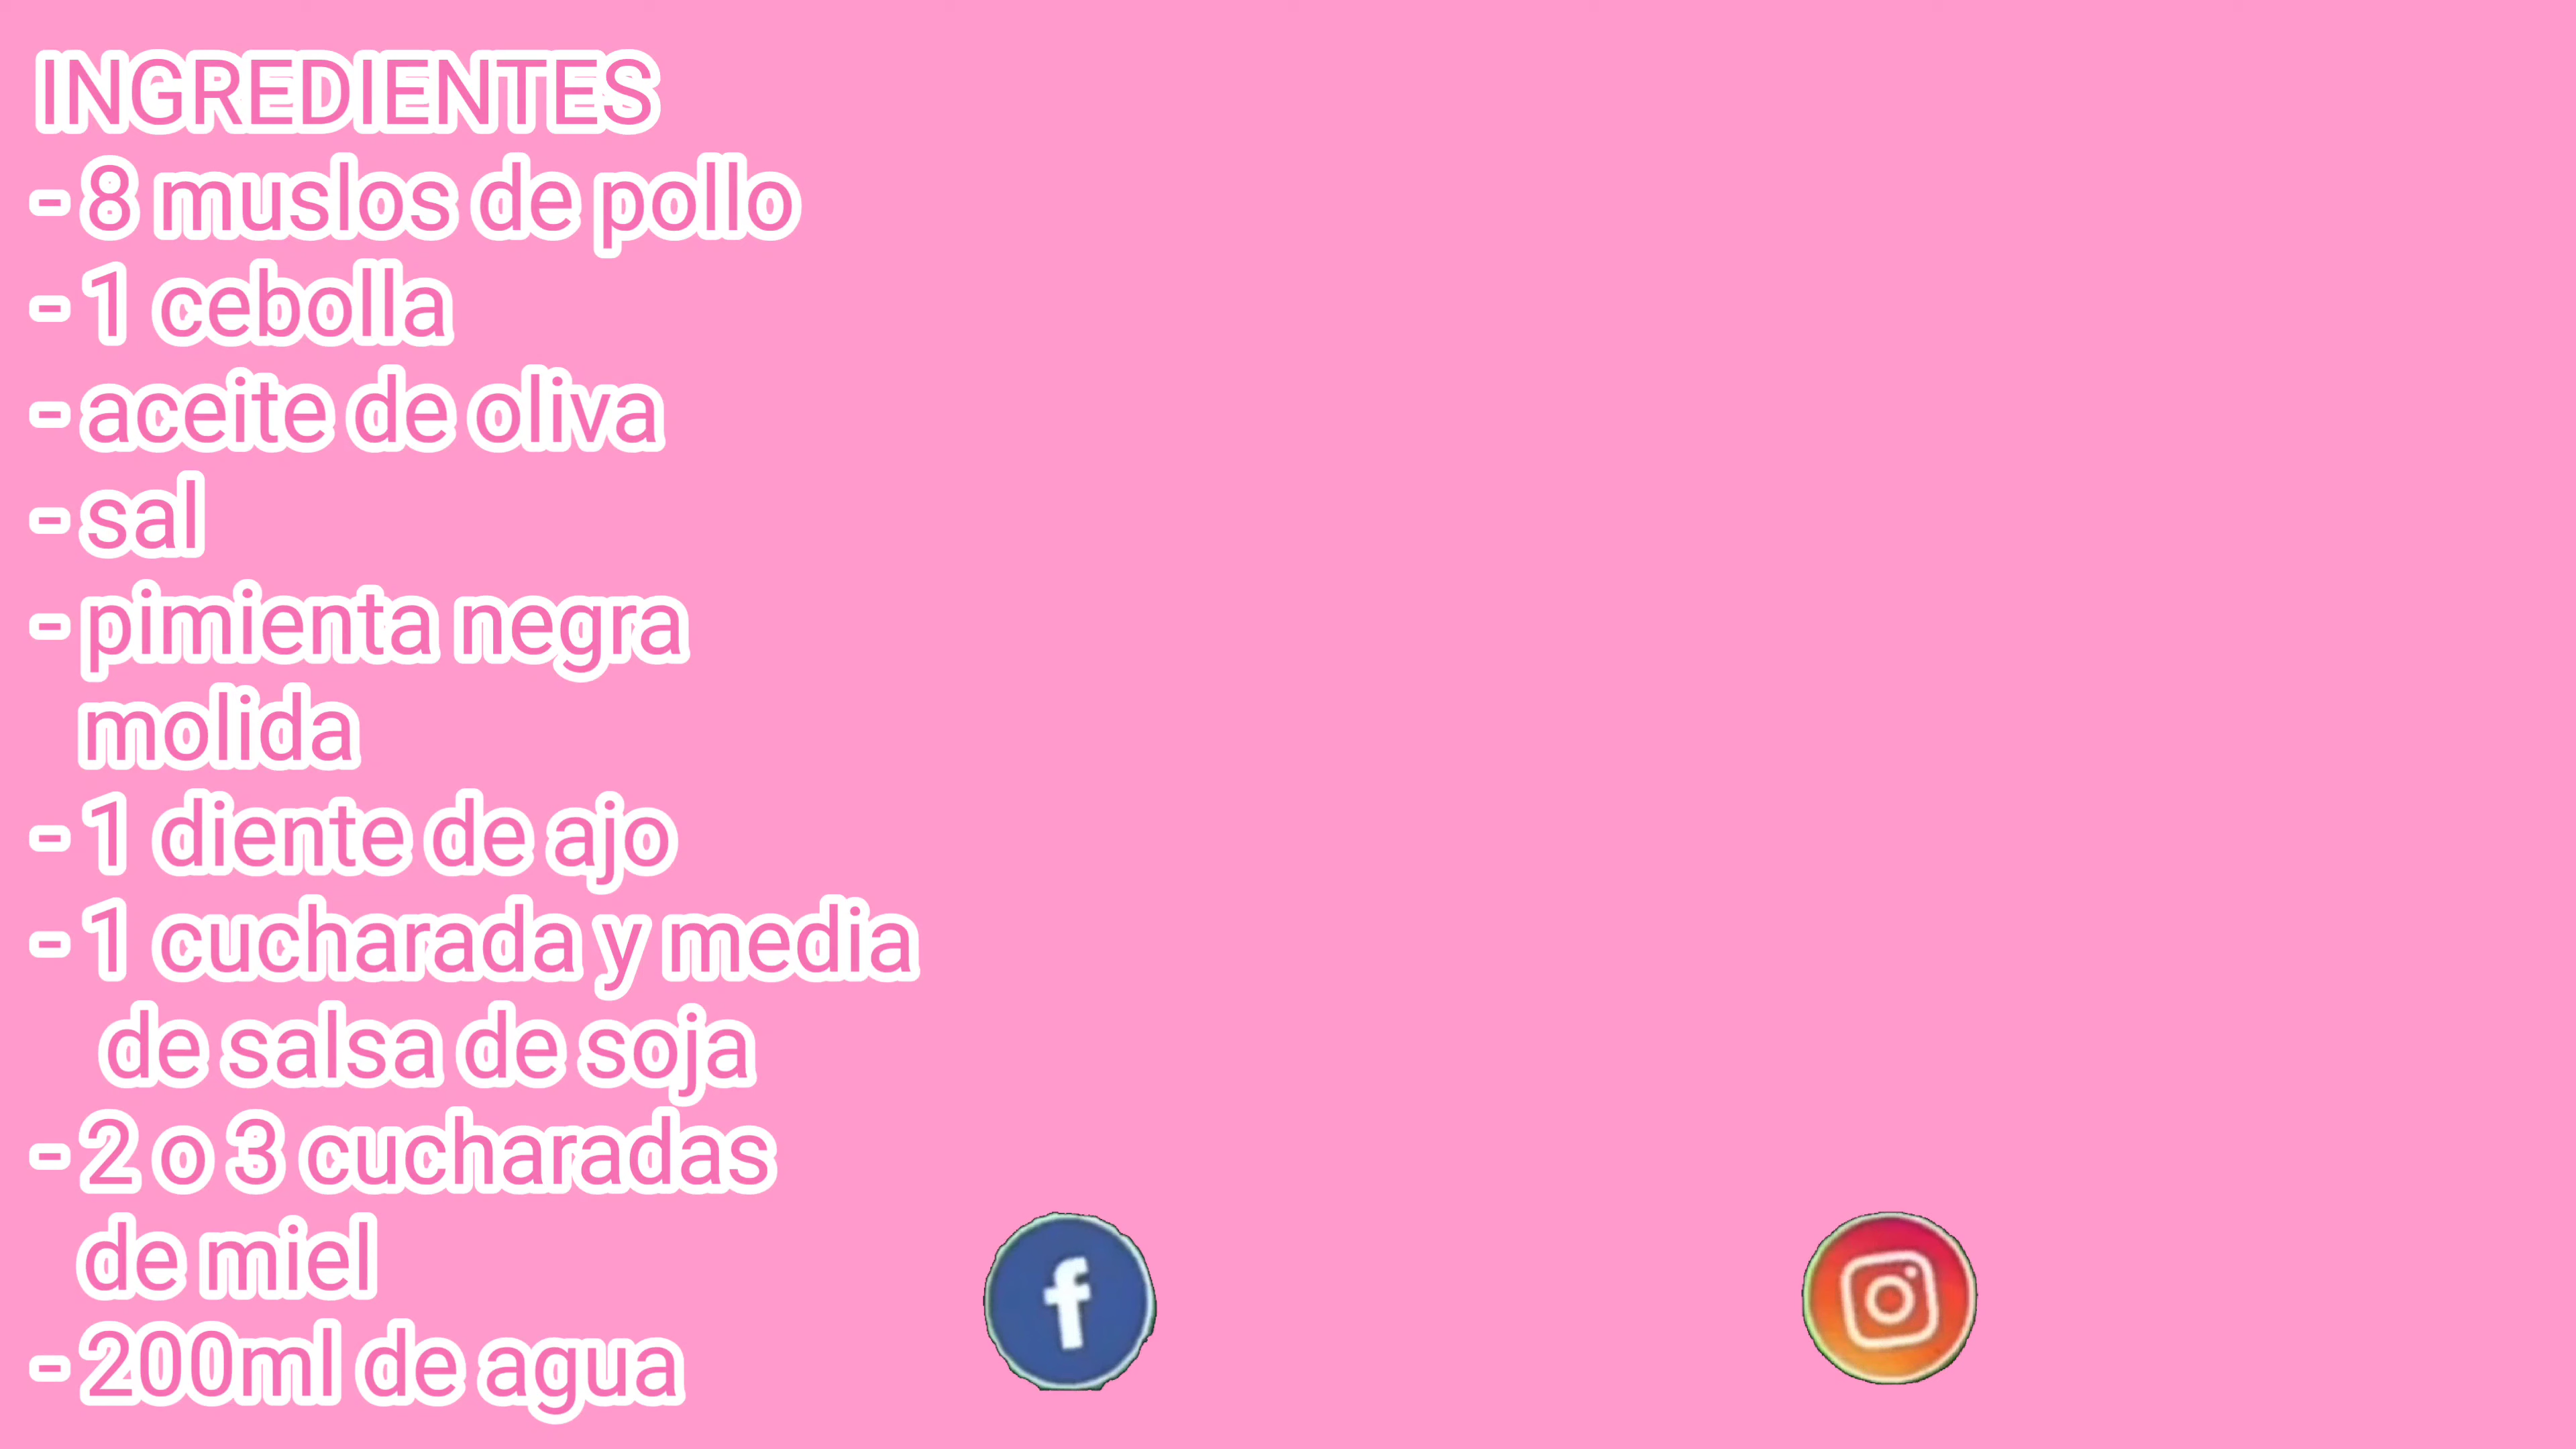 INGREDIENTES
- 8 muslos de pollo
- 1 cebolla
- aceite de oliva
- sal
- pimienta negra
molida
- 1 diente de ajo
- 1 cucharada y media
de salsa de soja
- 2 o 3 cucharadas
de miel
- 200ml de agua